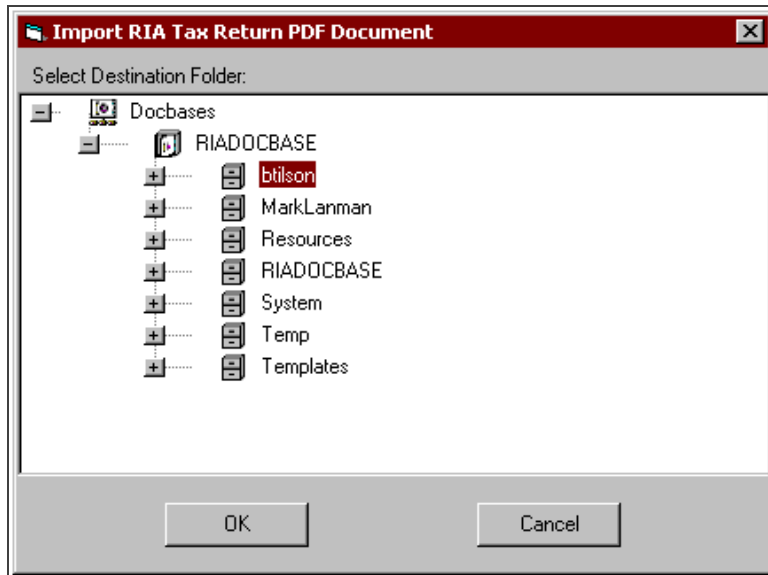 Import RIA Tax Return PDF Document
Select Destination Folder:
Docbases
RIADOCBASE
btilson
MarkLanman
Resources
RIADOCBASE
System
Temp
Templates
OK Cancel